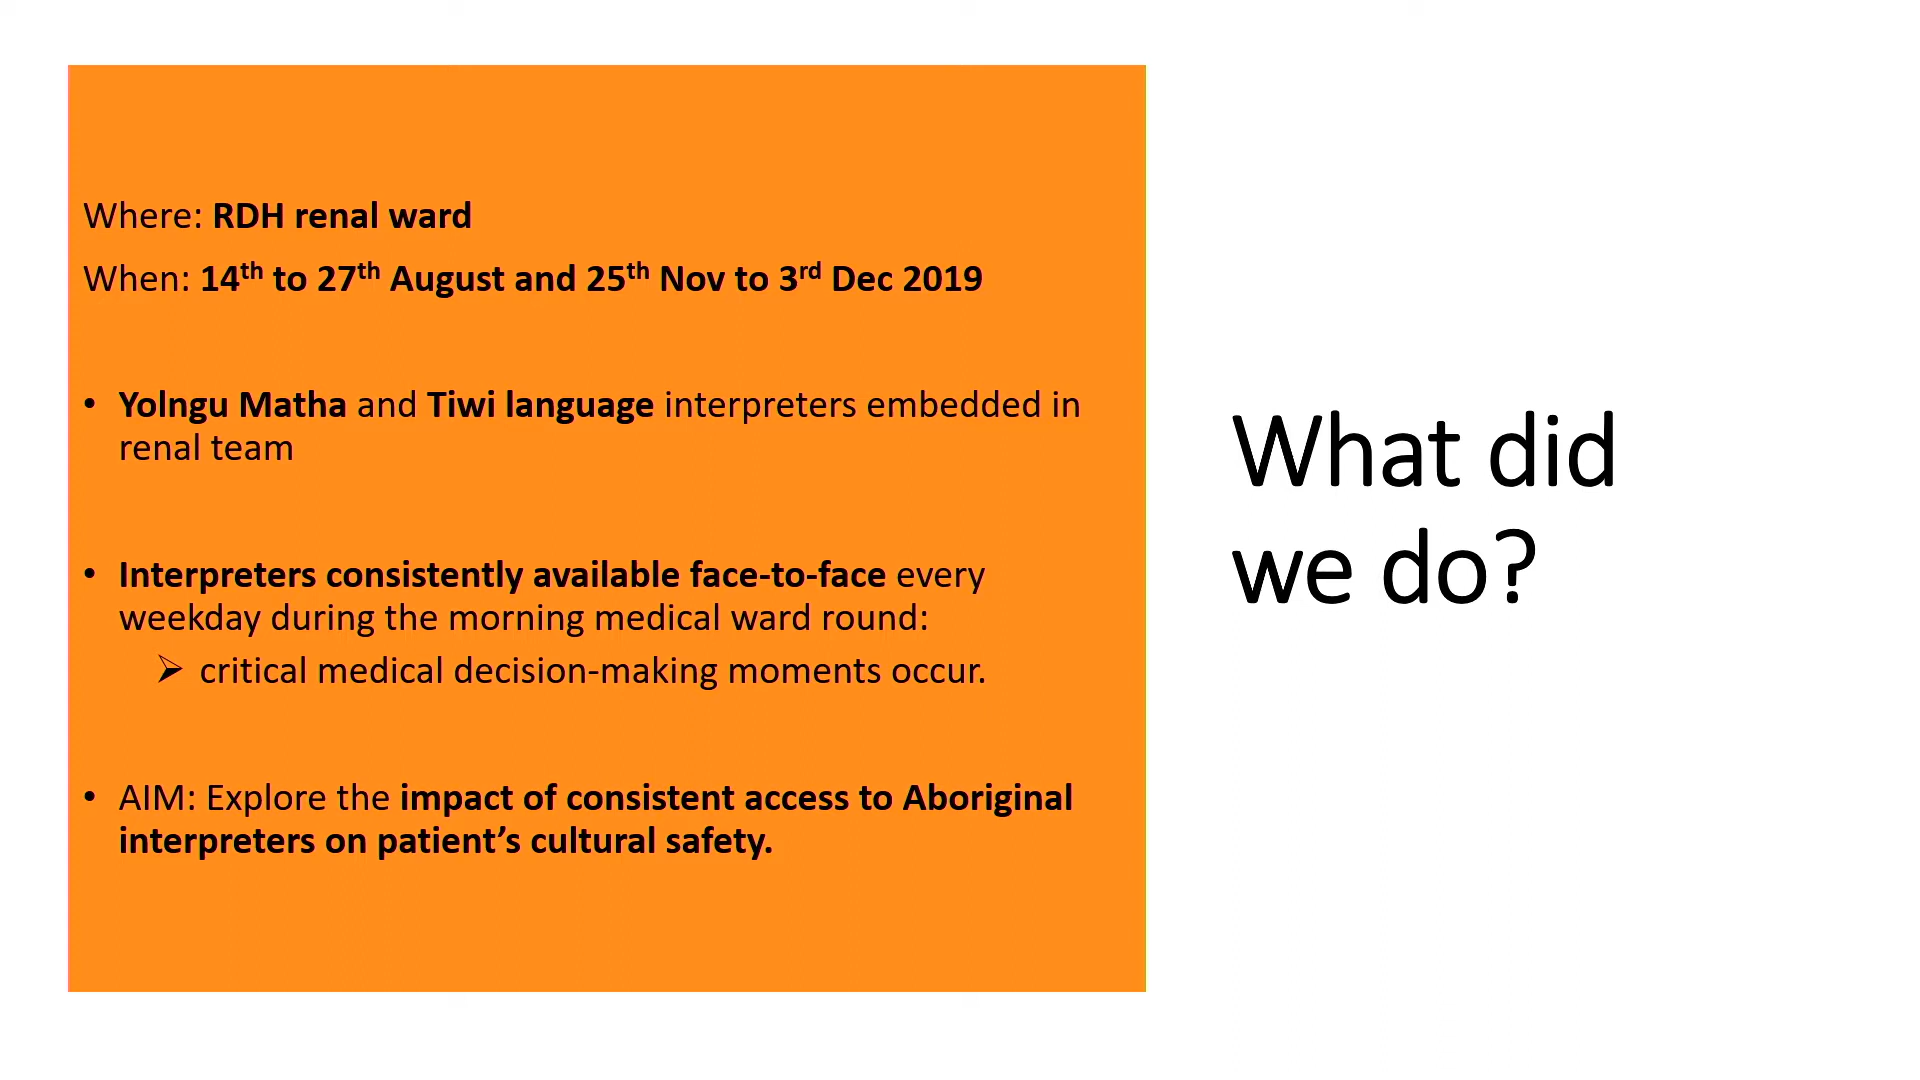 Where: RDH renal ward
When: 14th to 27th August and 25th Nov to 3rd Dec 2019
• Yolngu Matha and Tiwi language interpreters embedded in
renal team
• Interpreters consistently available face-to-face every
weekday during the morning medical ward round:
➢ critical medical decision-making moments occur.
• AIM: Explore the impact of consistent access to Aboriginal
interpreters on patient’s cultural safety.
What did
we do?